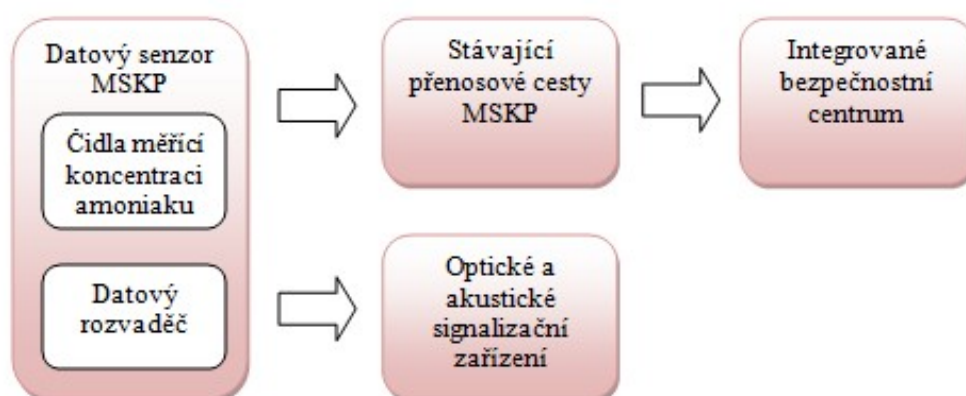 Datový senzor
MSKP
Čidla měřící
koncentraci
amoniaku
Datový
rozvaděč
Stávající
přenosové cesty
MSKP
Integrované
bezpečnostní
centrum
Optické a
akustické
signalizační
zařízení